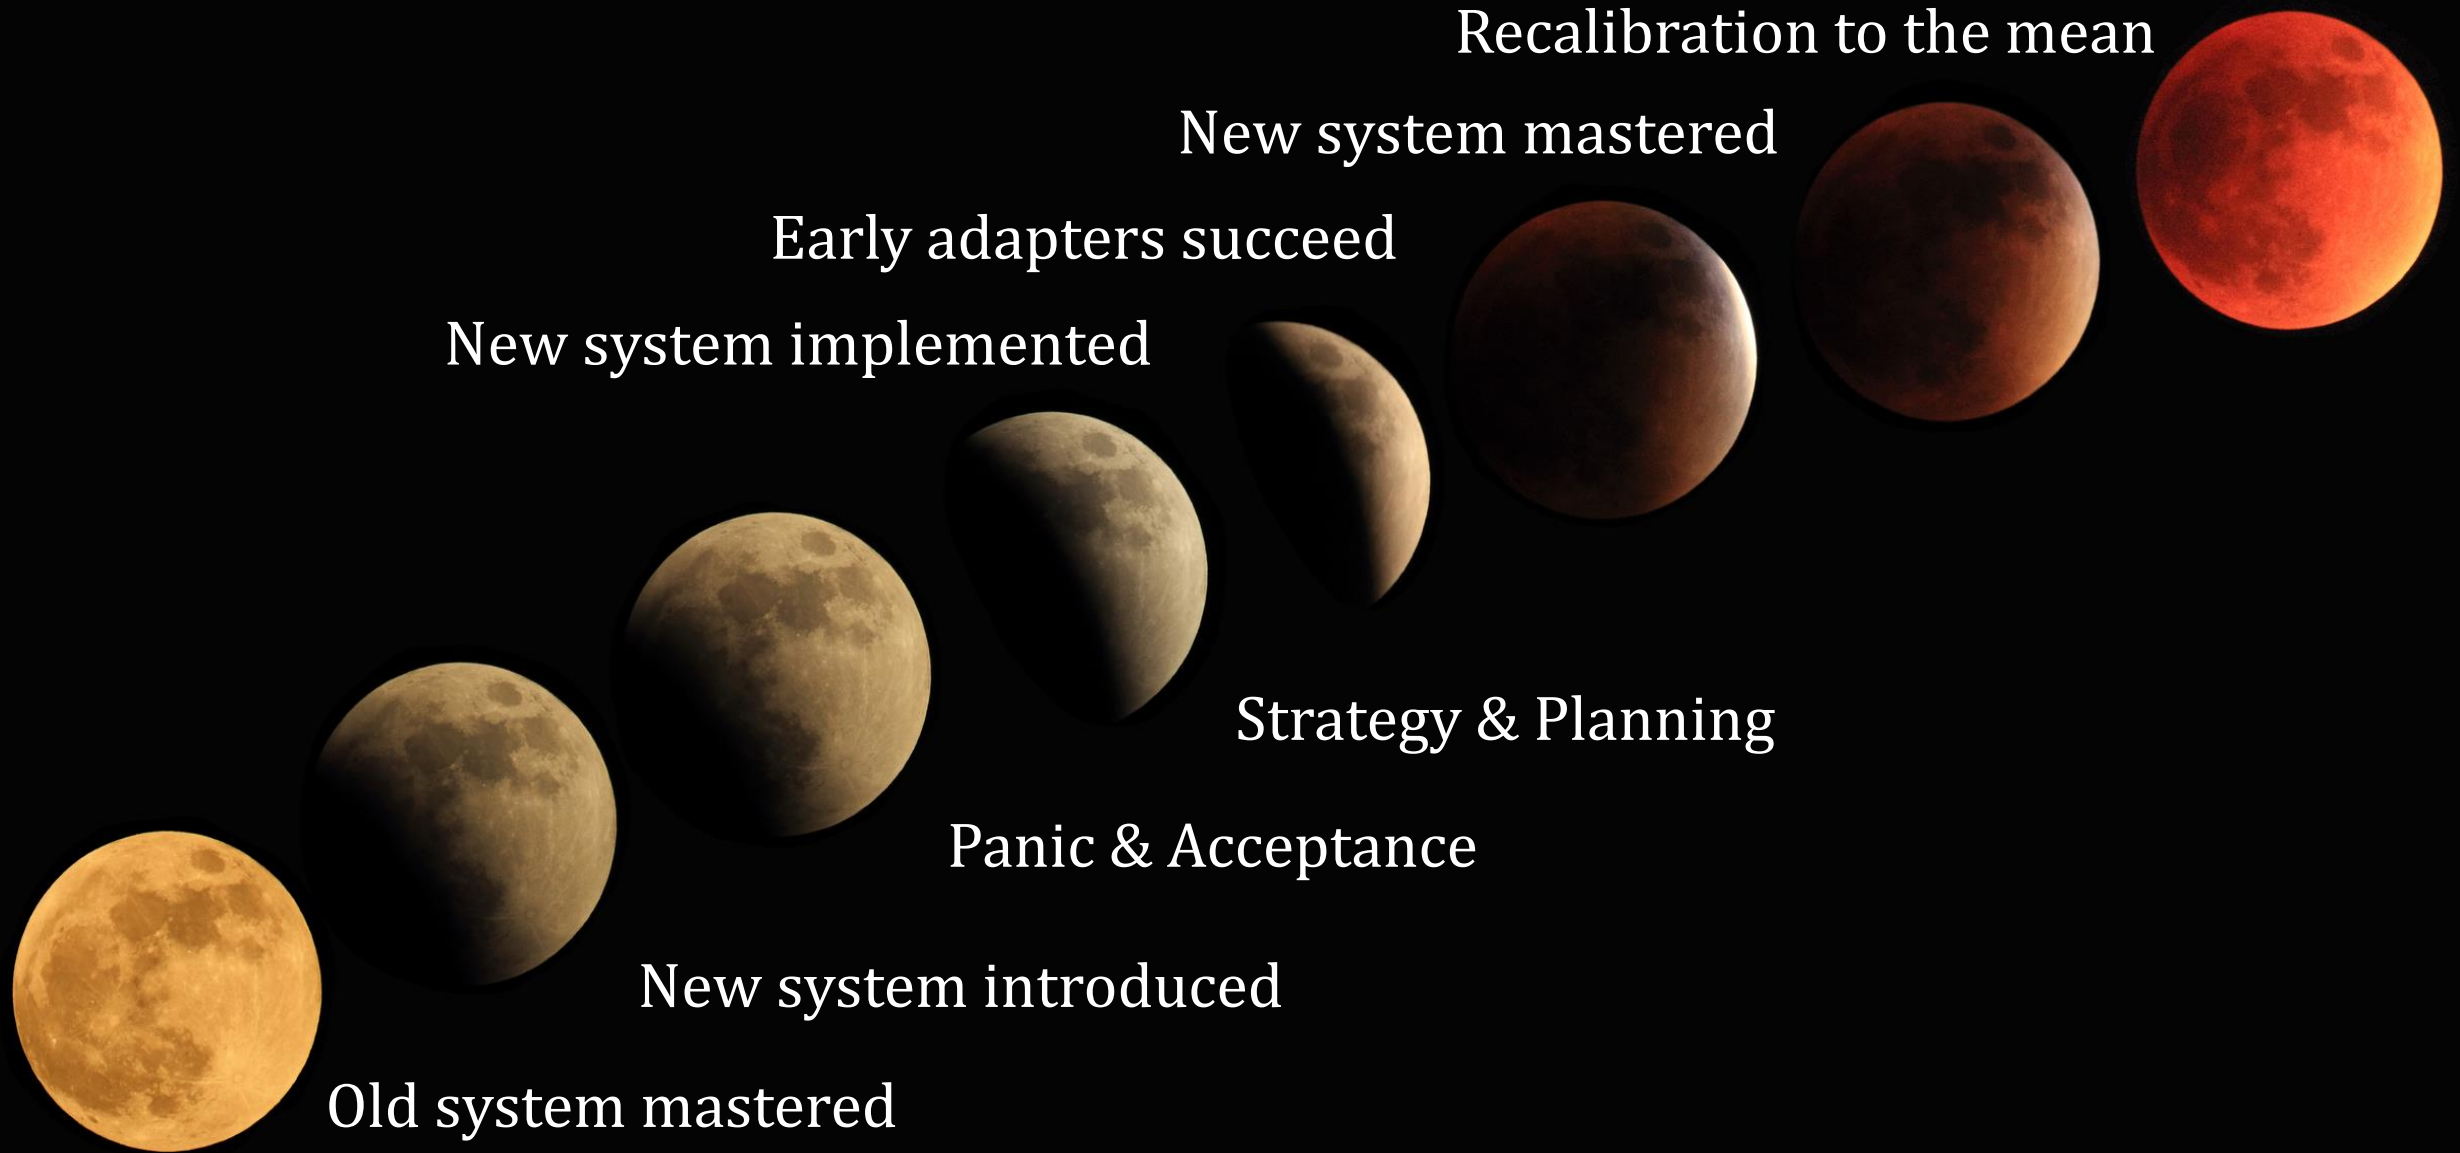 Recalibration to the mean
New system mastered
Early adapters succeed
New system implemented
Strategy & Planning
Panic & Acceptance
New system introduced
Old system mastered